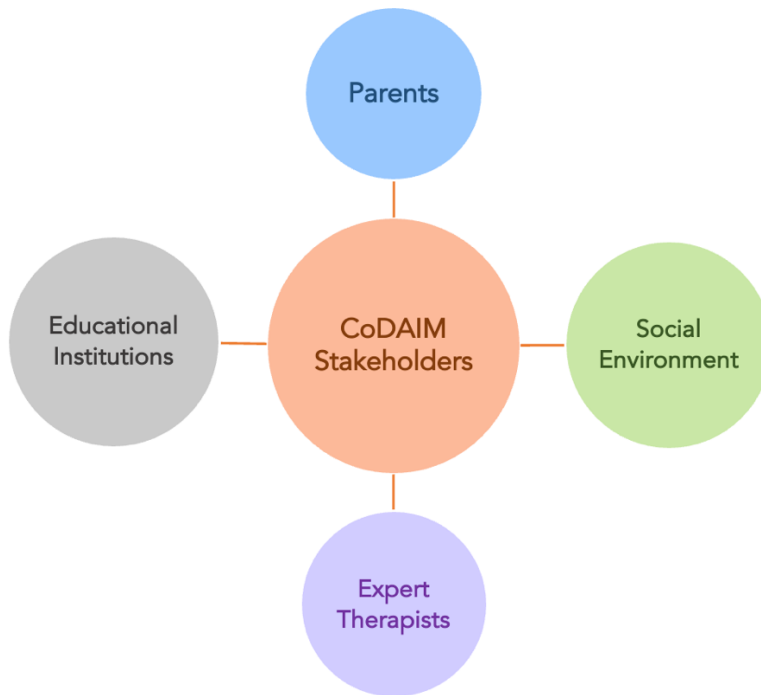 Parents
Educational
Institutions
CoDAIM
Stakeholders
Social
Environment
Expert
Therapists